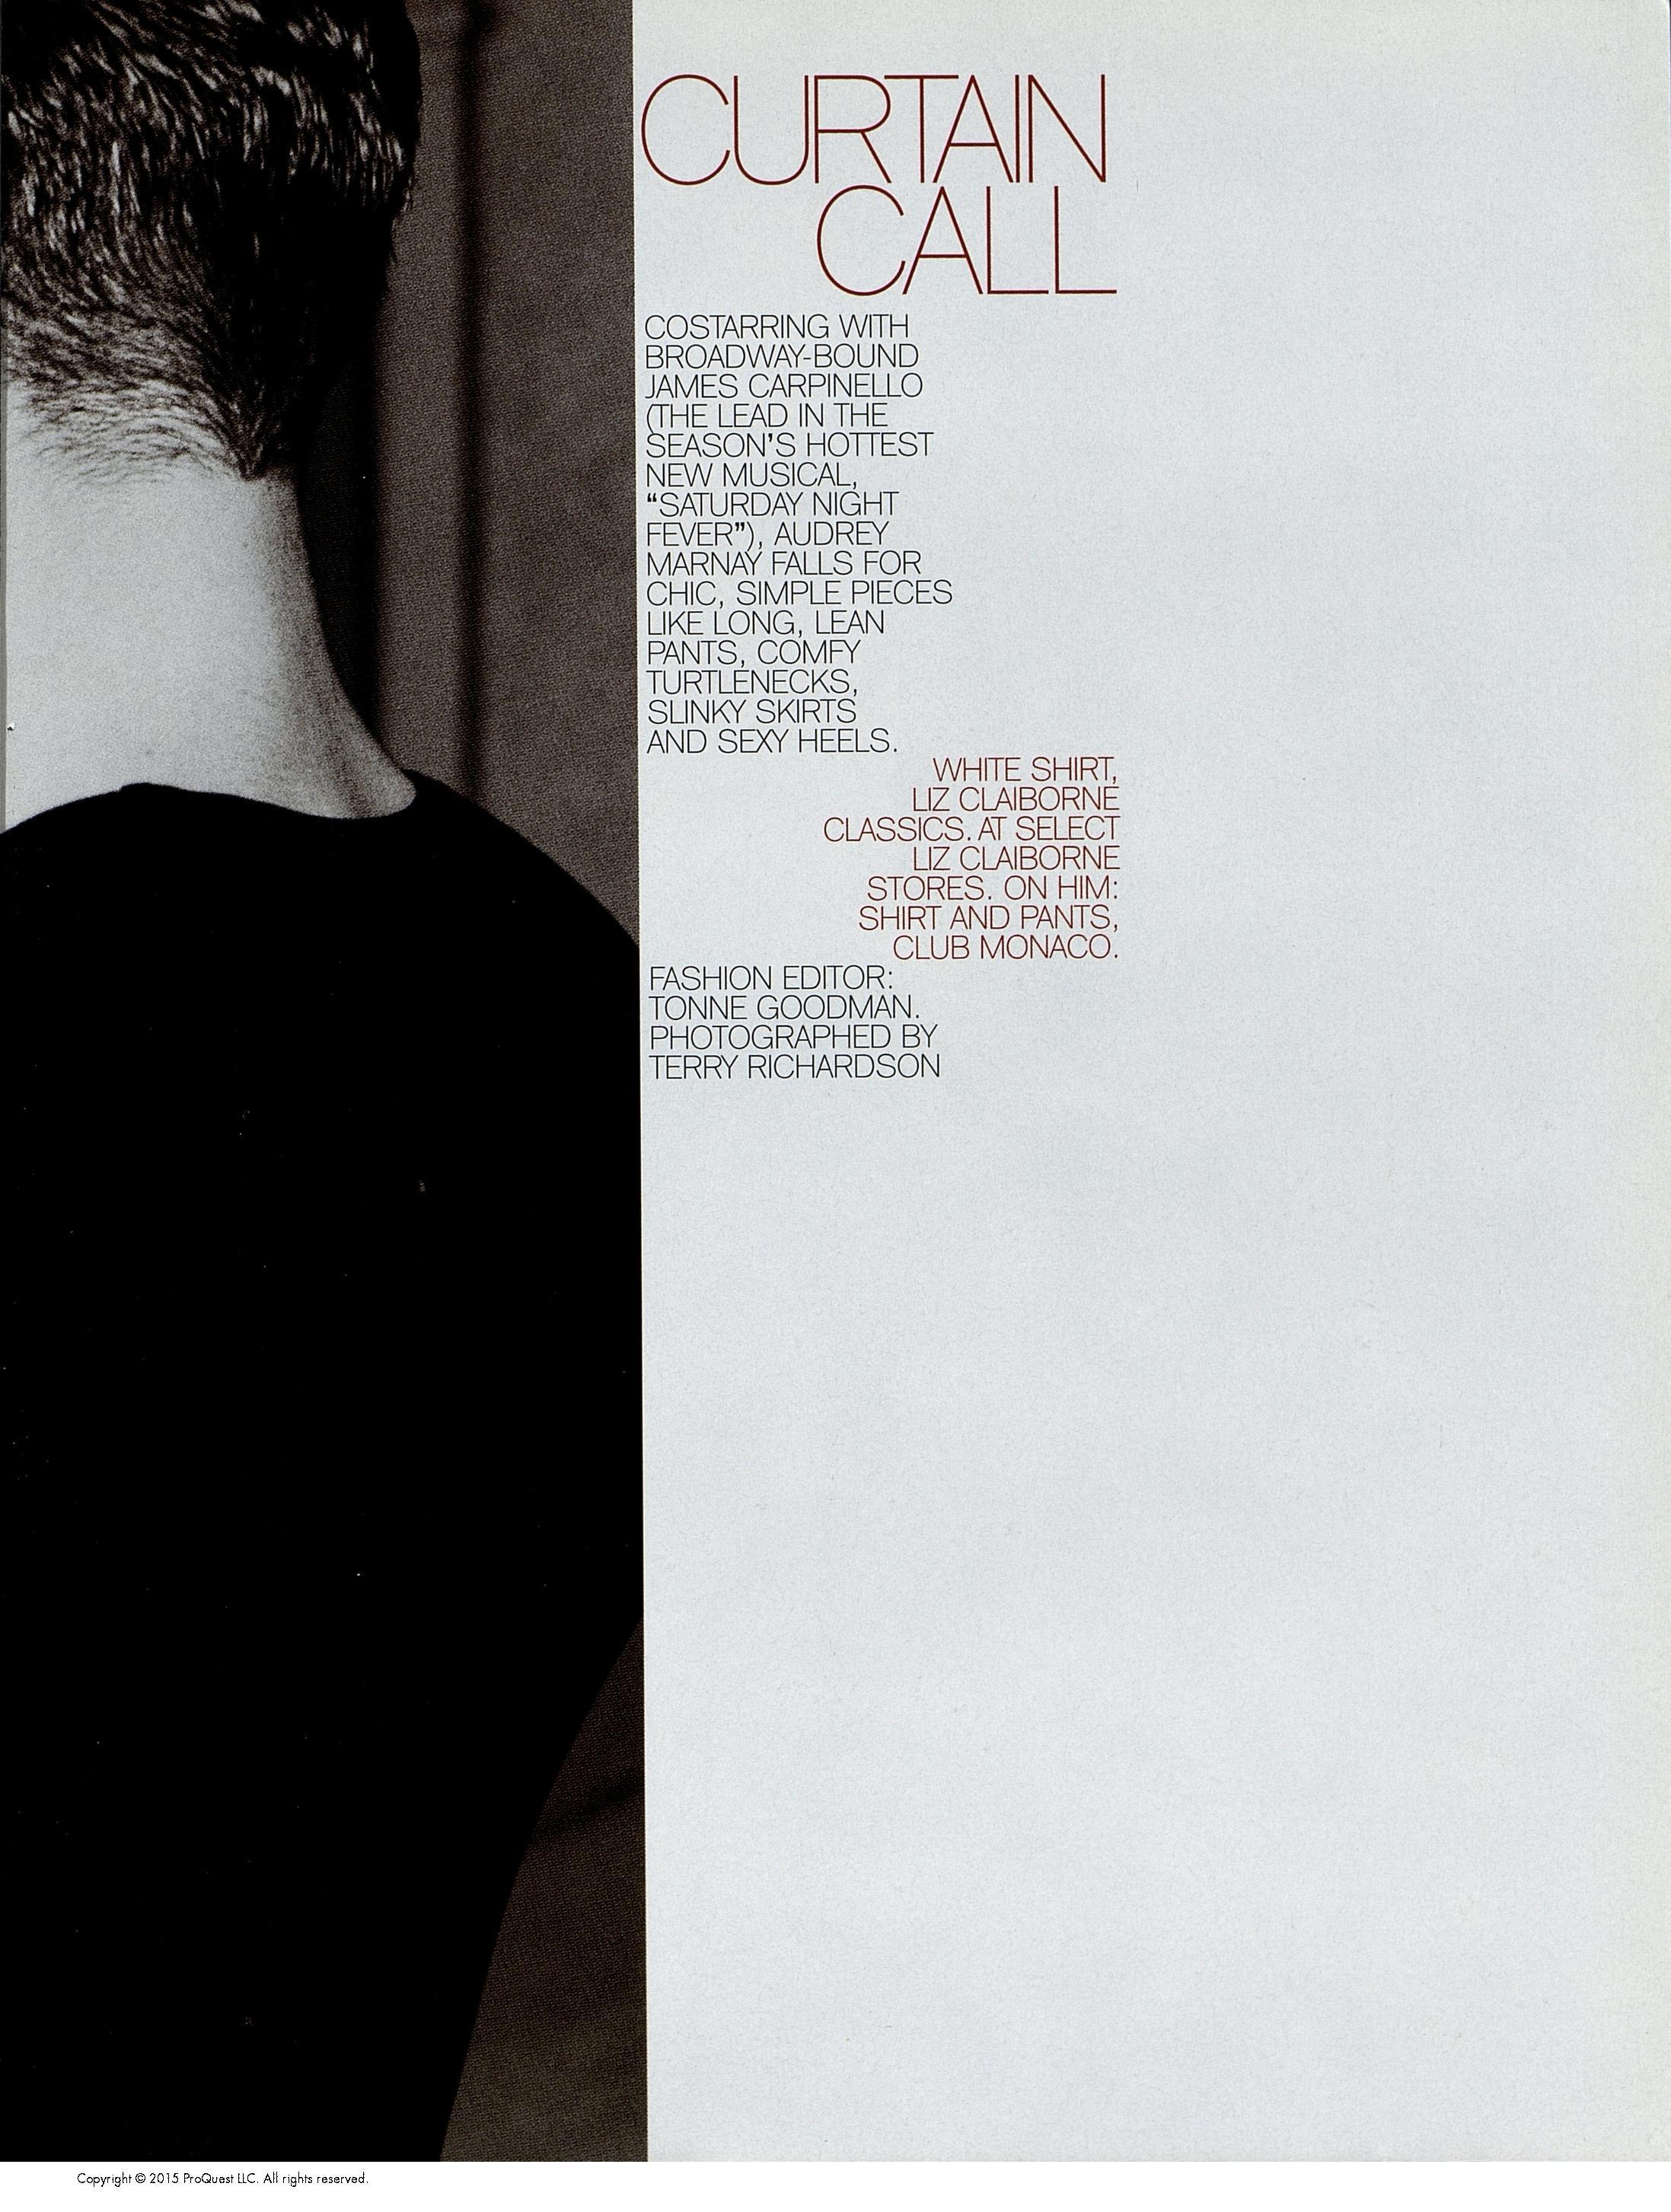 CURTAIN
CALL
COSTARRING WITH
BROADWAY-BOUND
JAMES CARPINELLO
(THE LEAD IN THE
SEASON'S HOTTEST
NEW MUSICAL,
“SATURDAY NIGHT
FEVER”), AUDREY
MARNAY FALLS FOR
CHIC, SIMPLE PIECES
LIKE LONG, LEAN
PANTS, COMFY
TURTLENECKS,
SLINKY SKIRTS
AND SEXY HEELS.
WHITE SHIRT,
LIZ CLAIBORNE
CLASSICS. AT SELECT
LIZ CLAIBORNE
STORES. ON HIM:
SHIRT AND PANTS,
CLUB MONACO.
FASHION EDITOR:
TONNE GOODMAN.
PHOTOGRAPHED BY
TERRY RICHARDSON
Copyright © 2015 ProQuest LLC. All rights reserved.